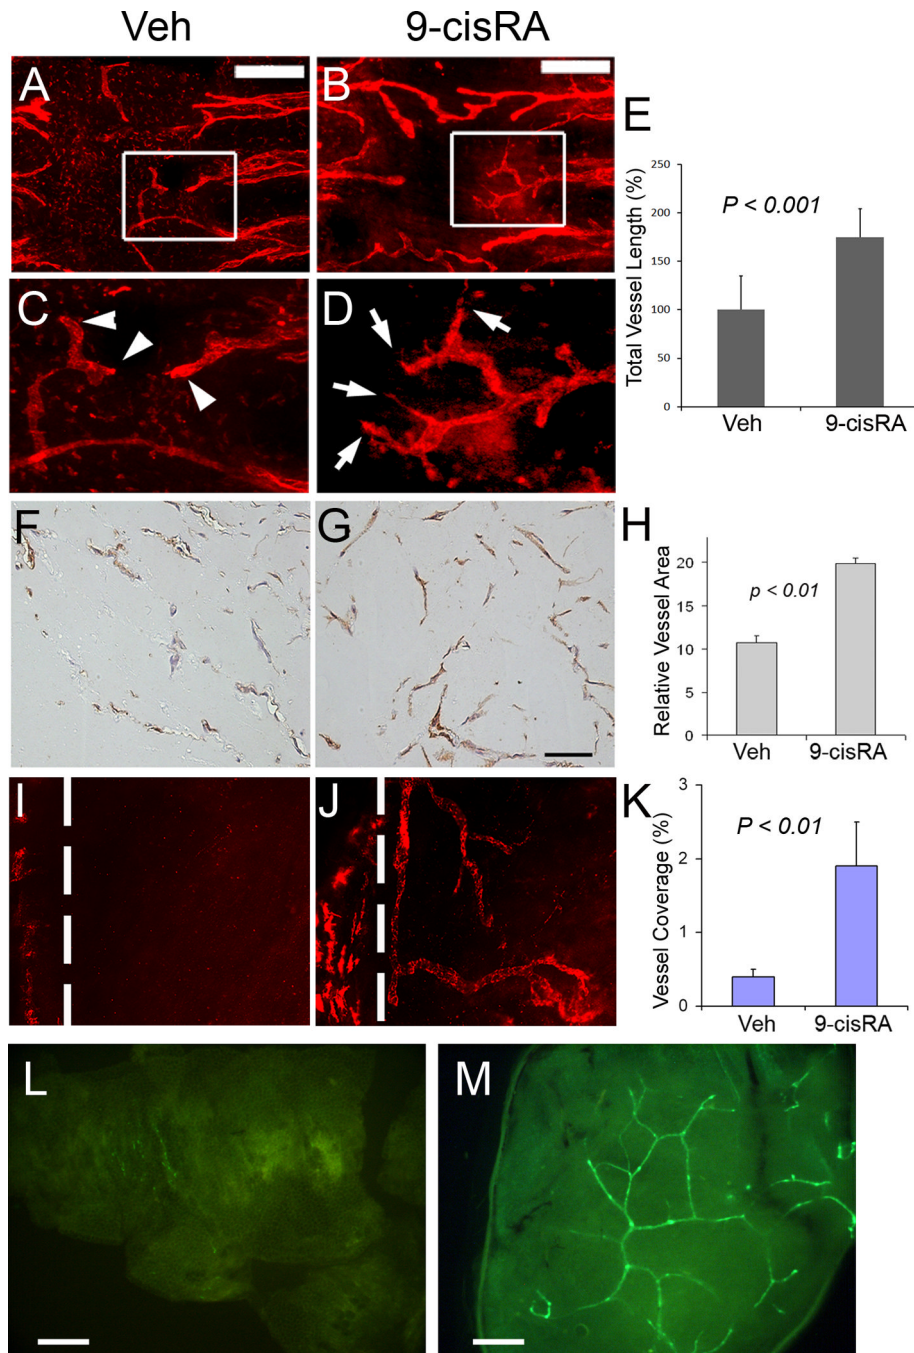 Veh 9-cisRA
A
B
E
Total Vessel Length (%)
250
200
150
100
50
0
P < 0.001
Veh 9-cisRA
C
D
F
G
H
Relative Vessel Area
20
15
10
5
0
p < 0.01
Veh 9-cisRA
I
J
K
Vessel Coverage (%)
3
2
1
0
P < 0.01
Veh 9-cisRA
L
M